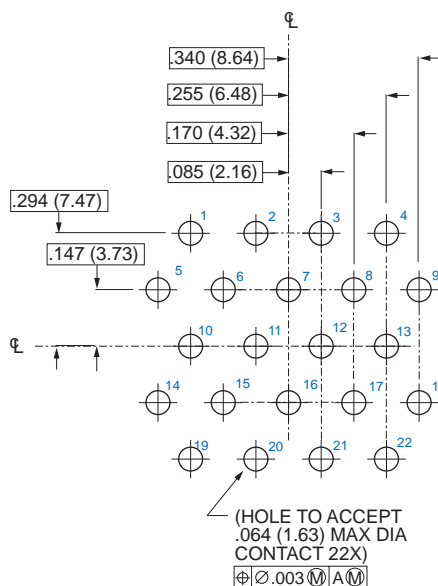 ℄
.340 (8.64)
.255 (6.48)
.170 (4.32)
.085 (2.16)
.294 (7.47)
1 2 3 4
.147 (3.73)
5 6 7 8 9
℄ 10 11 12 13
14 15 16 17 1
19 20 21 22
(HOLE TO ACCEPT
.064 (1.63) MAX DIA
CONTACT 22X)
⌖ ∅.003 Ⓜ A Ⓜ